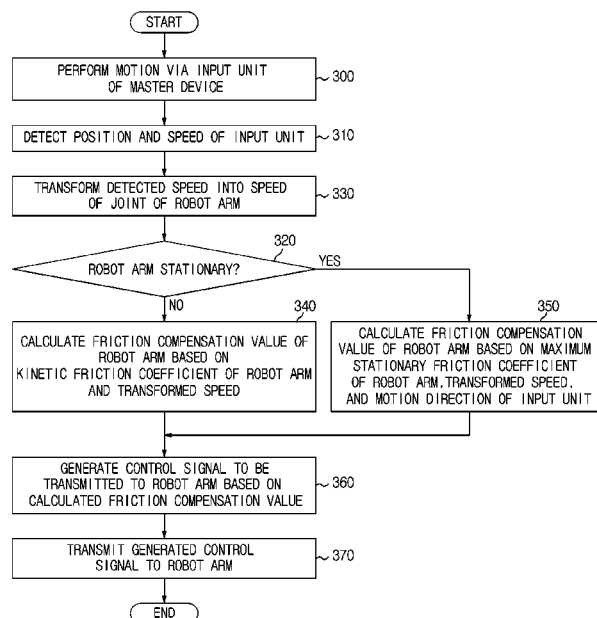 START
PERFORM MOTION VIA INPUT UNIT
OF MASTER DEVICE
300
DETECT POSITION AND SPEED OF INPUT UNIT
310
TRANSFORM DETECTED SPEED INTO SPEED
OF JOINT OF ROBOT ARM
330
320
ROBOT ARM STATIONARY?
YES
NO
340
CALCULATE FRICTION COMPENSATION VALUE OF
ROBOT ARM BASED ON
KINETIC FRICTION COEFFICIENT OF ROBOT ARM
AND TRANSFORMED SPEED
350
CALCULATE FRICTION COMPENSATION
VALUE OF ROBOT ARM BASED ON MAXIMUM
STATIONARY FRICTION COEFFICIENT
OF ROBOT ARM, TRANSFORMED SPEED,
AND MOTION DIRECTION OF INPUT UNIT
GENERATE CONTROL SIGNAL TO BE
TRANSMITTED TO ROBOT ARM BASED ON
CALCULATED FRICTION COMPENSATION VALUE
360
TRANSMIT GENERATED CONTROL
SIGNAL TO ROBOT ARM
370
END